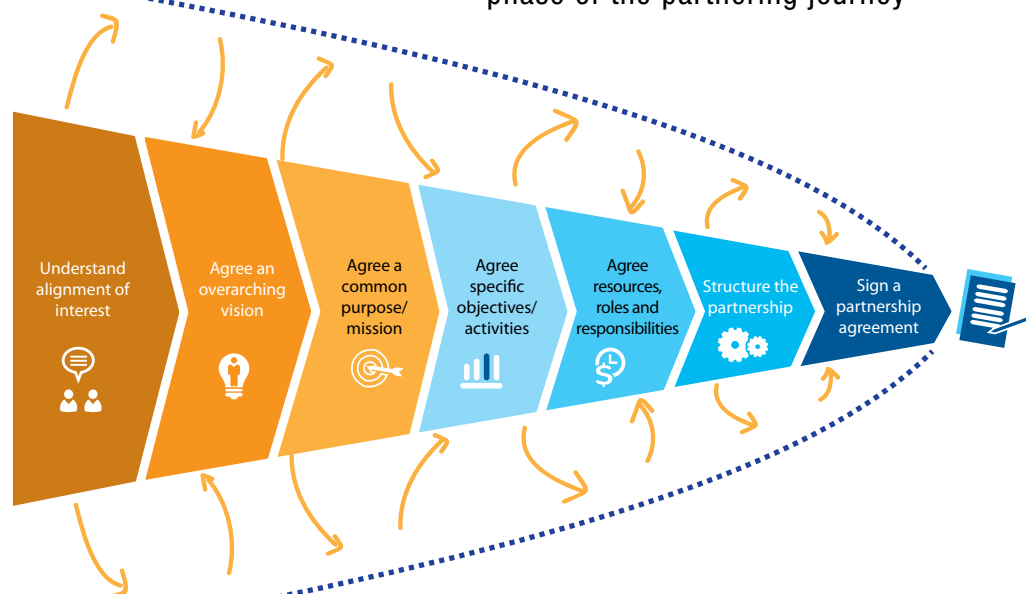 phase of the partnering journey
Understand
alignment of
interest
Agree an
overarching
vision
Agree a
common
purpose/
mission
Agree
specific
objectives/
activities
Agree
resources,
roles and
responsibilities
Structure the
partnership
Sign a
partnership
agreement